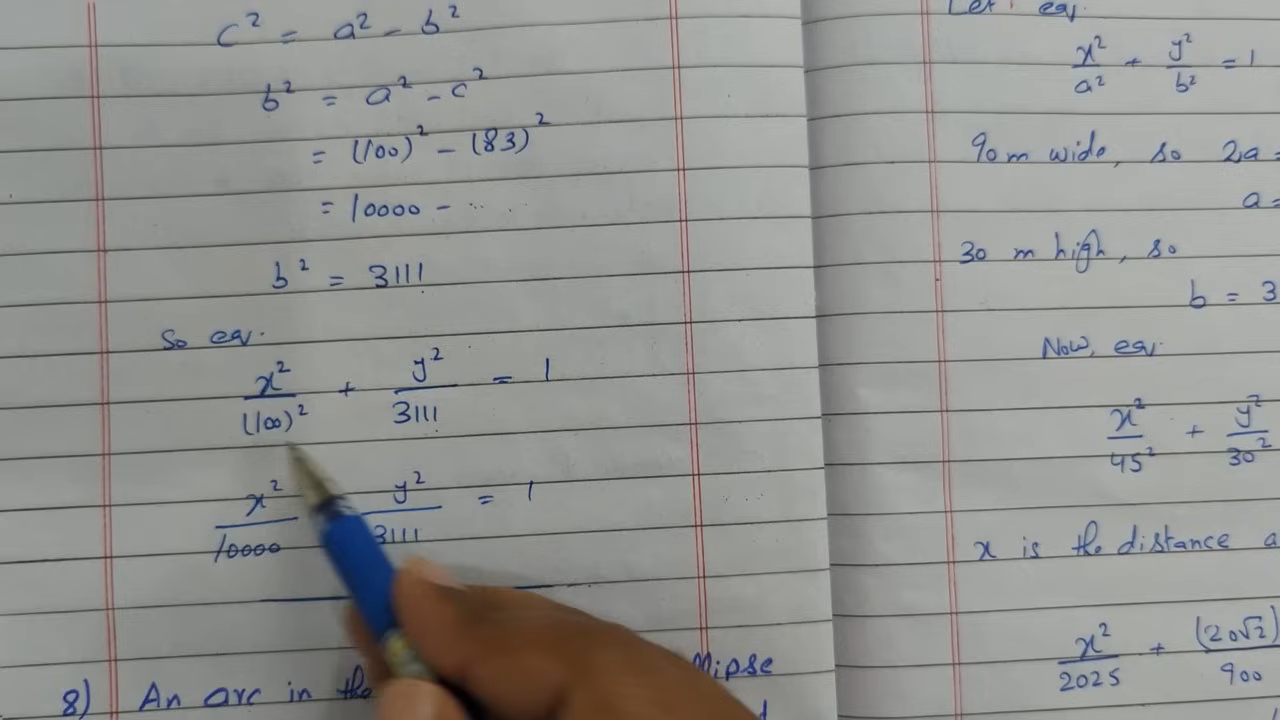 c² = a² - b²
b² = a² - c²
= (100)² - (83)²
= 10000 - ...
b² = 3111
So eq.
x²/(100)² + y²/3111 = 1
x²/10000 y²/3111 = 1
8) An arc in the
Let eq.
x²/a² + y²/b² = 1
90 m wide, so 2a =
a =
30 m high, so
b = 3
Now, eq.
x²/45² + y²/30²
x is the distance a
x²/2025 + (20√2)/900